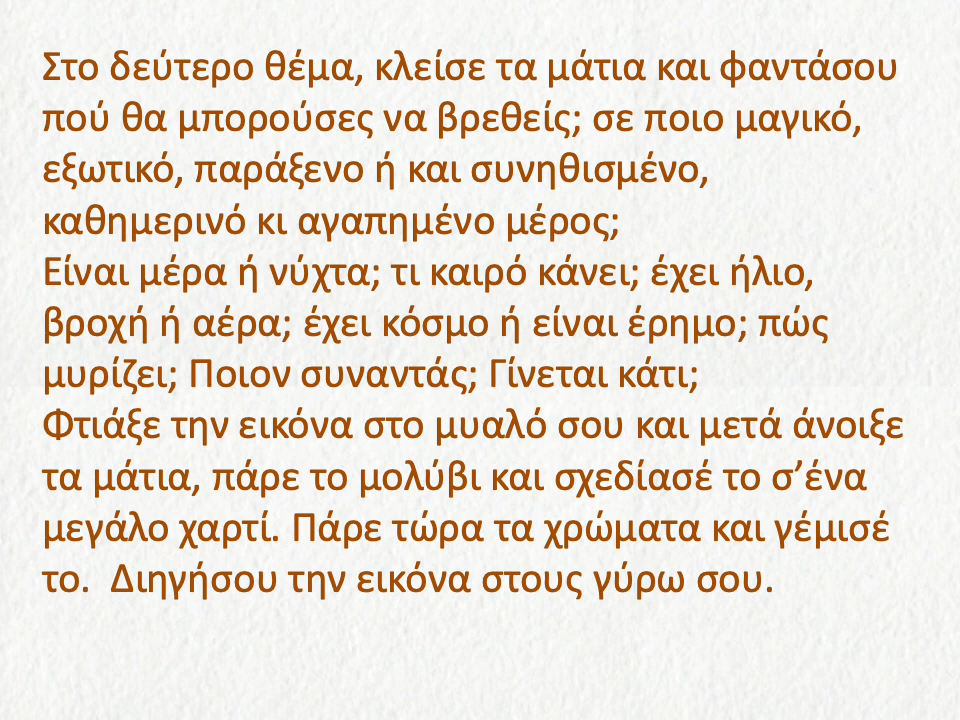 Στο δεύτερο θέμα, κλείσε τα μάτια και φαντάσου
πού θα μπορούσες να βρεθείς; σε ποιο μαγικό,
εξωτικό, παράξενο ή και συνηθισμένο,
καθημερινό κι αγαπημένο μέρος;
Είναι μέρα ή νύχτα; τι καιρό κάνει; έχει ήλιο,
βροχή ή αέρα; έχει κόσμο ή είναι έρημο; πώς
μυρίζει; Ποιον συναντάς; Γίνεται κάτι;
Φτιάξε την εικόνα στο μυαλό σου και μετά άνοιξε
τα μάτια, πάρε το μολύβι και σχεδίασέ το σ’ένα
μεγάλο χαρτί. Πάρε τώρα τα χρώματα και γέμισέ
το.  Διηγήσου την εικόνα στους γύρω σου.